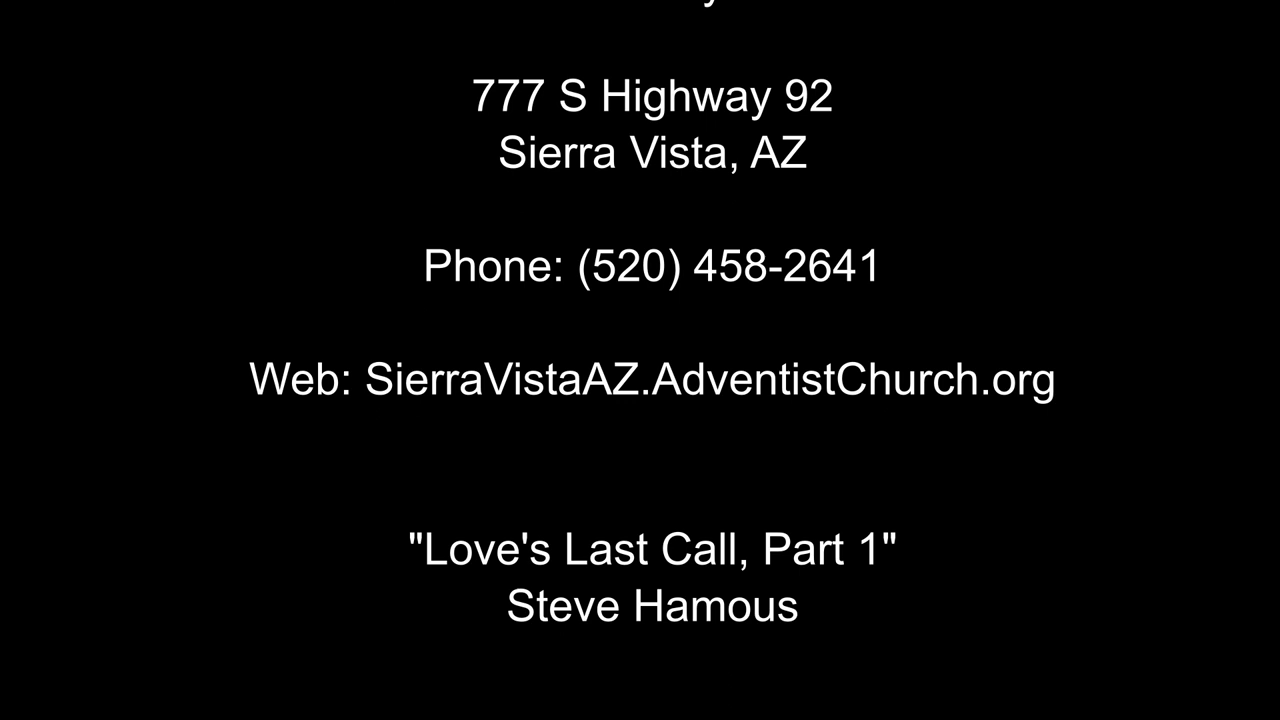 777 S Highway 92
Sierra Vista, AZ
Phone: (520) 458-2641
Web: SierraVistaAZ.AdventistChurch.org
"Love's Last Call, Part 1"
Steve Hamous